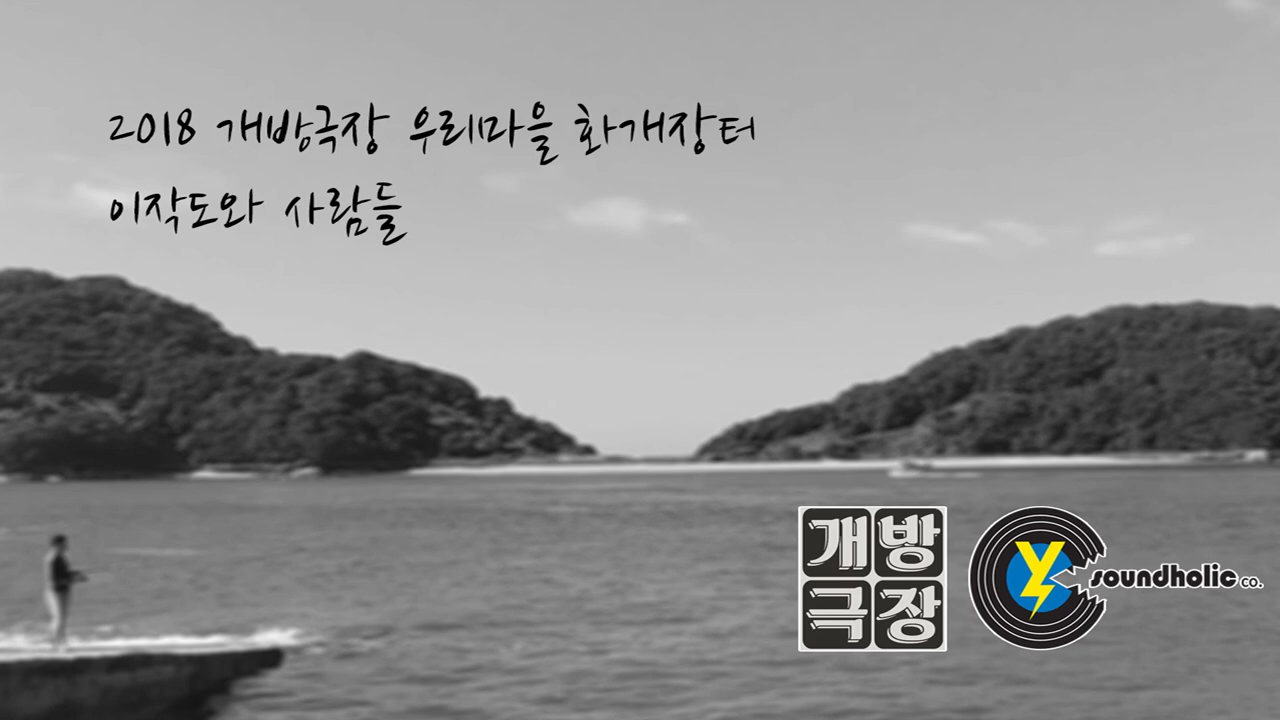 2018 개방극장 우리마을 화개장터
이작도와 사람들
개방
극장
soundholic co.